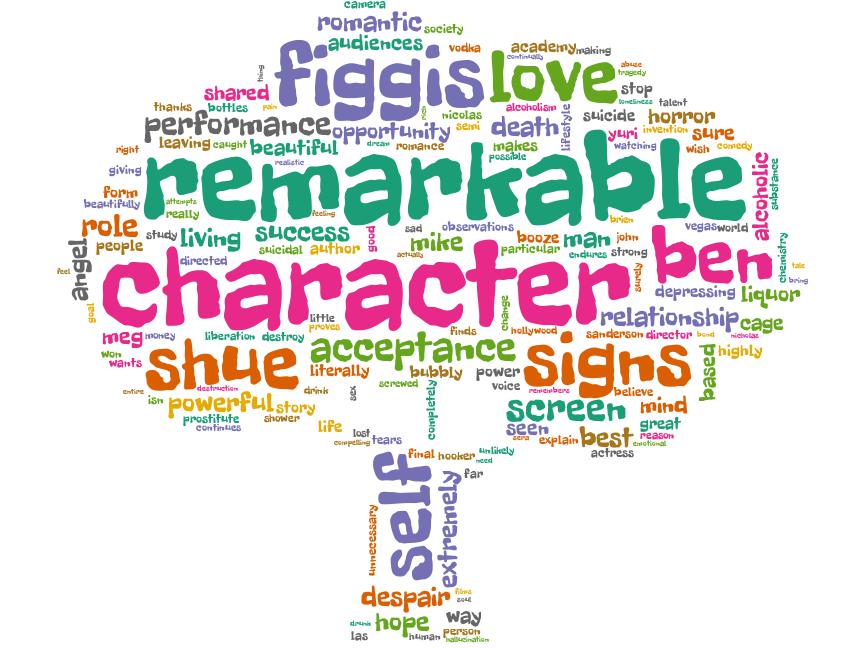 camera
romantic society
audiences vodka academy making
continually
figgis love
thing abuse
tragedy
shared stop
loneliness talent
thanks bottles pain rich nicolas alcoholism lifestyle suicide horror
performance opportunity semi death yuri invention sure
leaving caught beautiful dream romance makes watching wish comedy
right realistic possible
remarkable
giving alcoholic substance
form
beautifully attempts
really feeling
role study living success good sad observations brien vegas world
people suicidal author mike particular booze man john
actually endures strong
angel directed surely chemistry tale
feel bring
character ben
goal depressing liquor
change relationship cage
little
proves
meg money liberation destroy finds hollywood sanderson director bond nicholas
won
wants
shue acceptance signs based highly
literally bubbly power
entire destruction drink sex screwed voice remembers believe
isn powerful story completely screen mind
prostitute shower
continues life seen great
lost sera explain best reason
compelling tears emotional
final hooker unlikely actress
need
self extremely far
unnecessary
despair films
soul
drunk hope way
las human person
hallucination